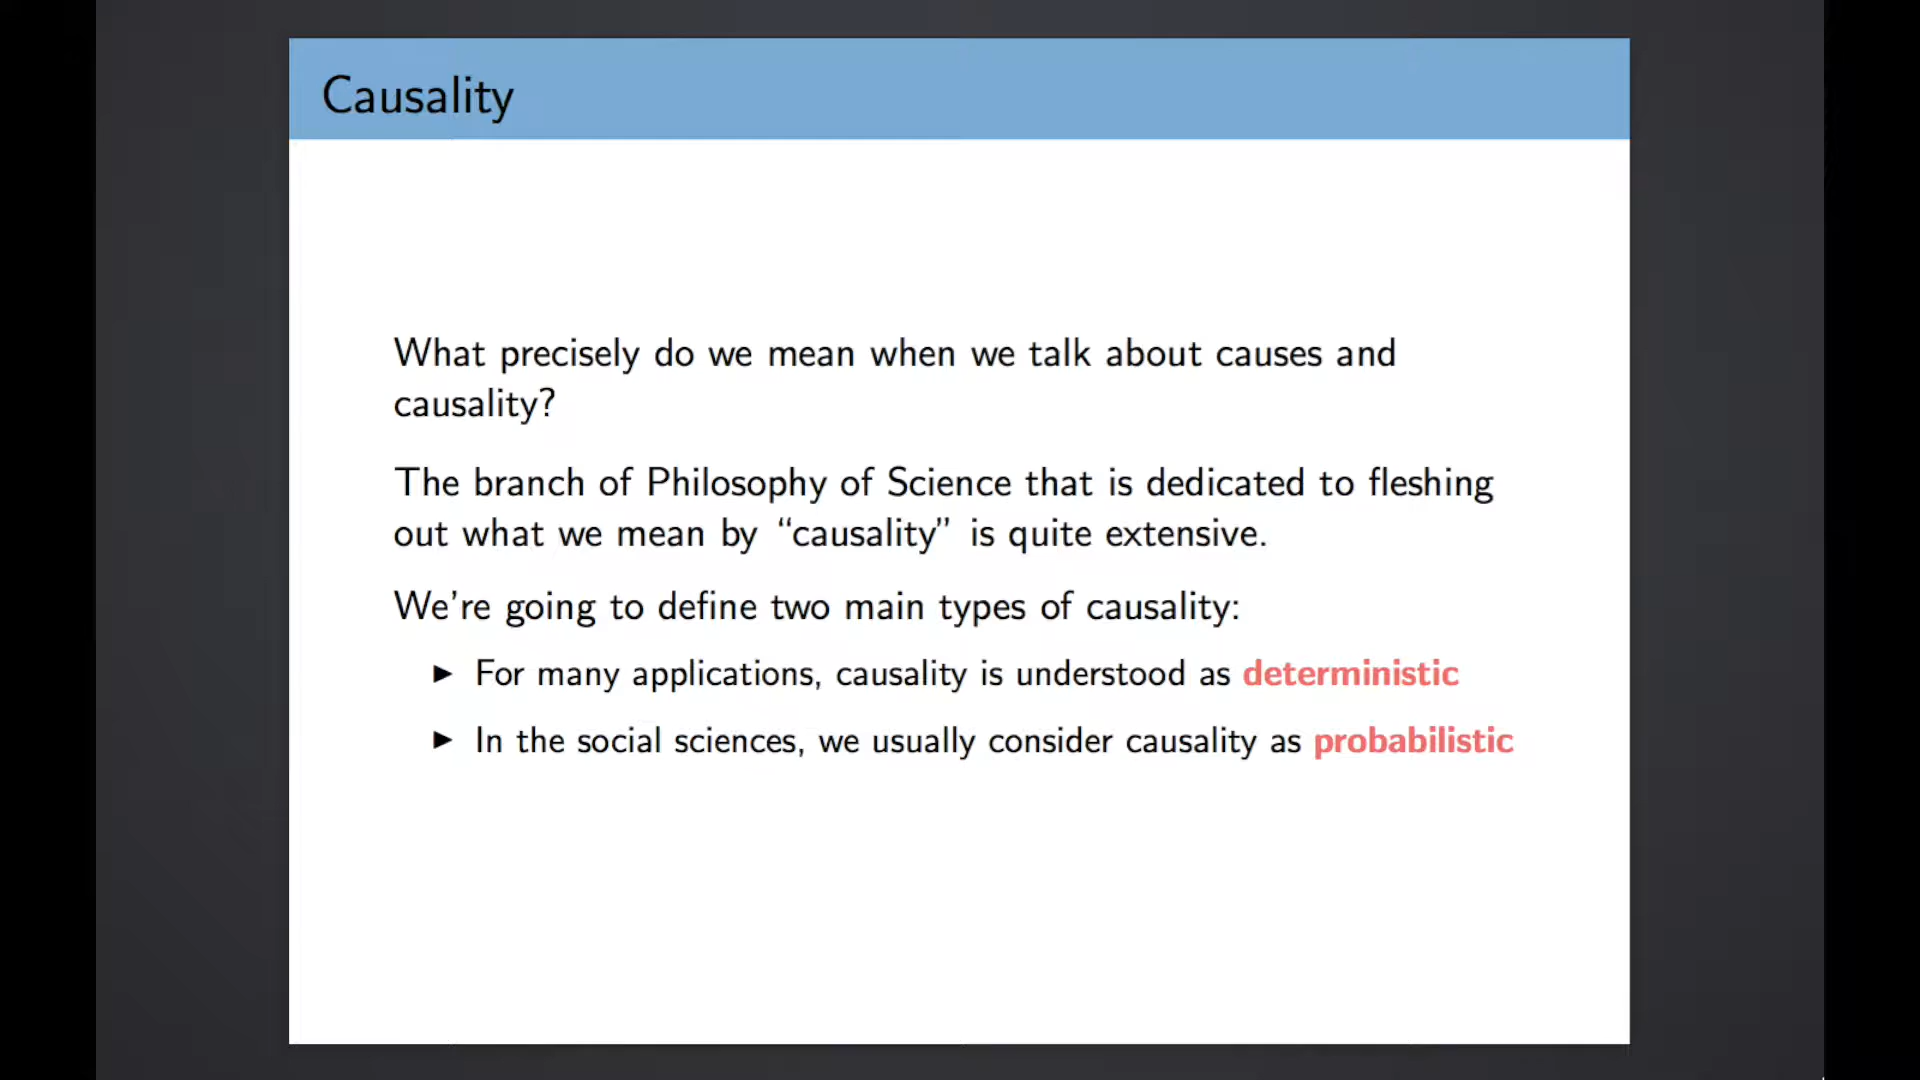 Causality
What precisely do we mean when we talk about causes and
causality?
The branch of Philosophy of Science that is dedicated to fleshing
out what we mean by “causality” is quite extensive.
We’re going to define two main types of causality:
▶ For many applications, causality is understood as deterministic
▶ In the social sciences, we usually consider causality as probabilistic